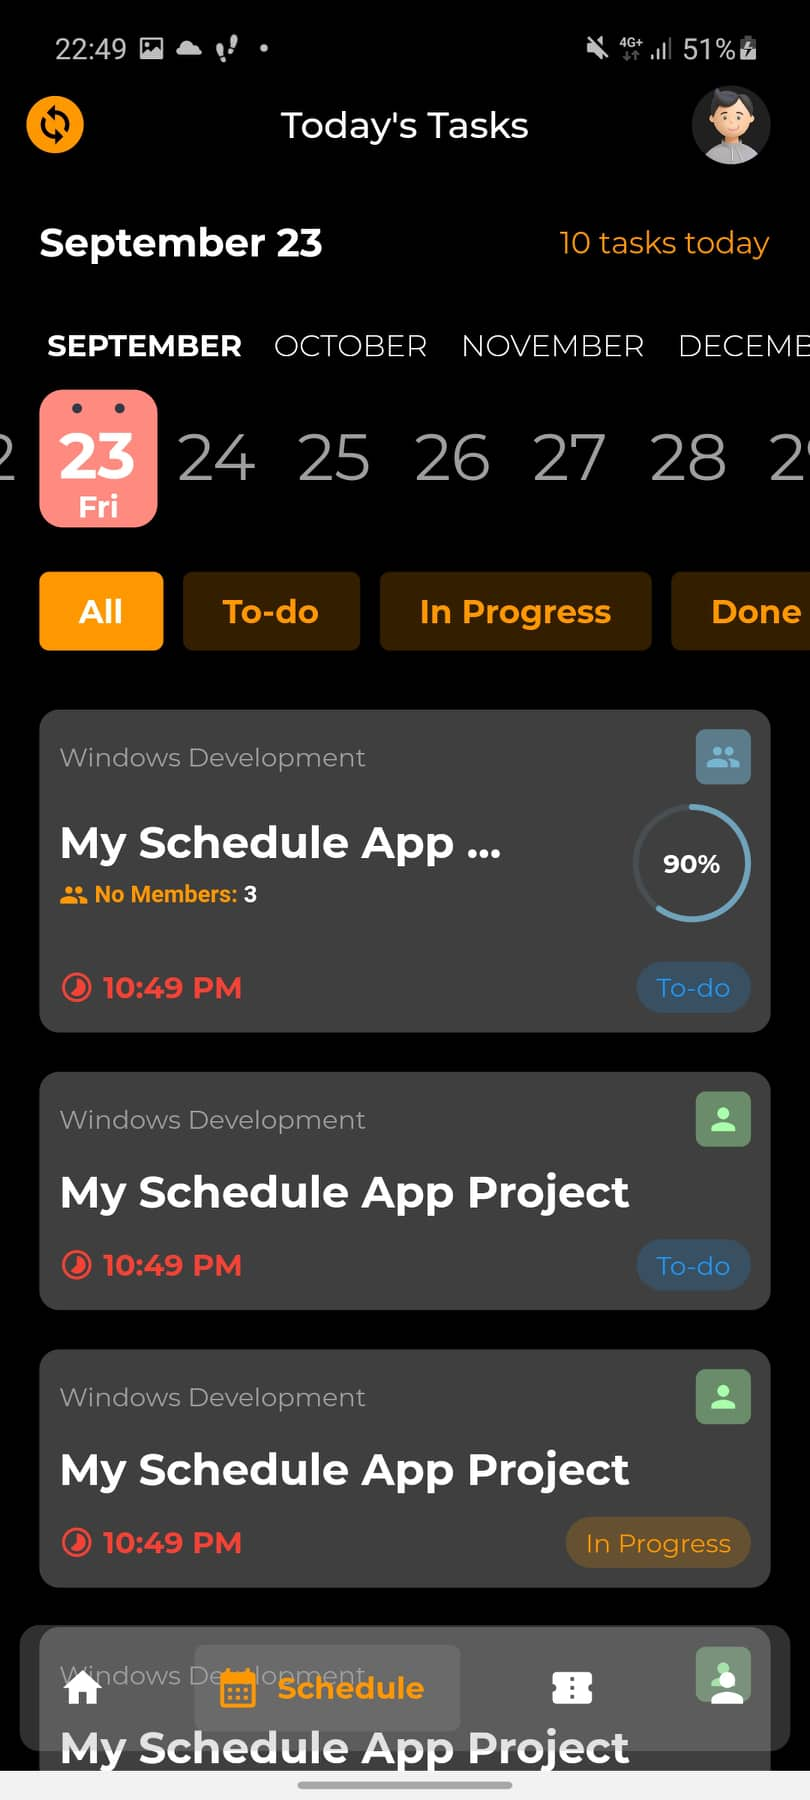 22:49 4G+ 51%
Today's Tasks
September 23 10 tasks today
SEPTEMBER OCTOBER NOVEMBER DECEMB
2 23 24 25 26 27 28 29
Fri
All To-do In Progress Done
Windows Development
My Schedule App ...
90%
No Members: 3
10:49 PM To-do
Windows Development
My Schedule App Project
10:49 PM To-do
Windows Development
My Schedule App Project
10:49 PM In Progress
Windows Development
Schedule
My Schedule App Project